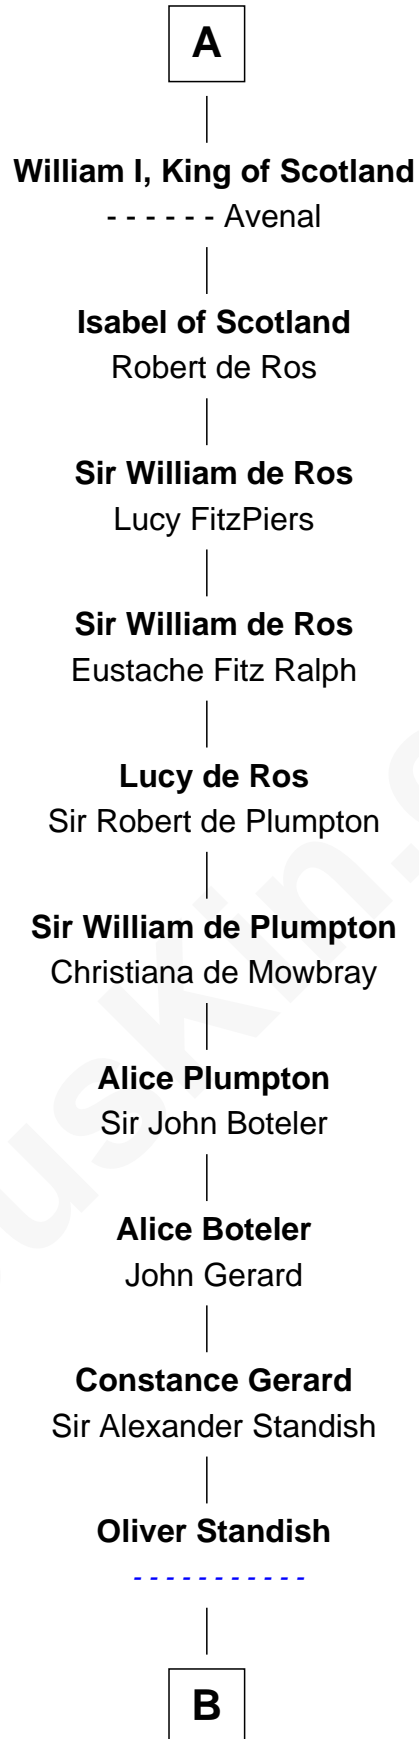 A
William I, King of Scotland
- - - - - - Avenal
Isabel of Scotland
Robert de Ros
Sir William de Ros
Lucy FitzPiers
Sir William de Ros
Eustache Fitz Ralph
Lucy de Ros
Sir Robert de Plumpton
Sir William de Plumpton
Christiana de Mowbray
Alice Plumpton
Sir John Boteler
Alice Boteler
John Gerard
Constance Gerard
Sir Alexander Standish
Oliver Standish
- - - - - - - - - - -
B